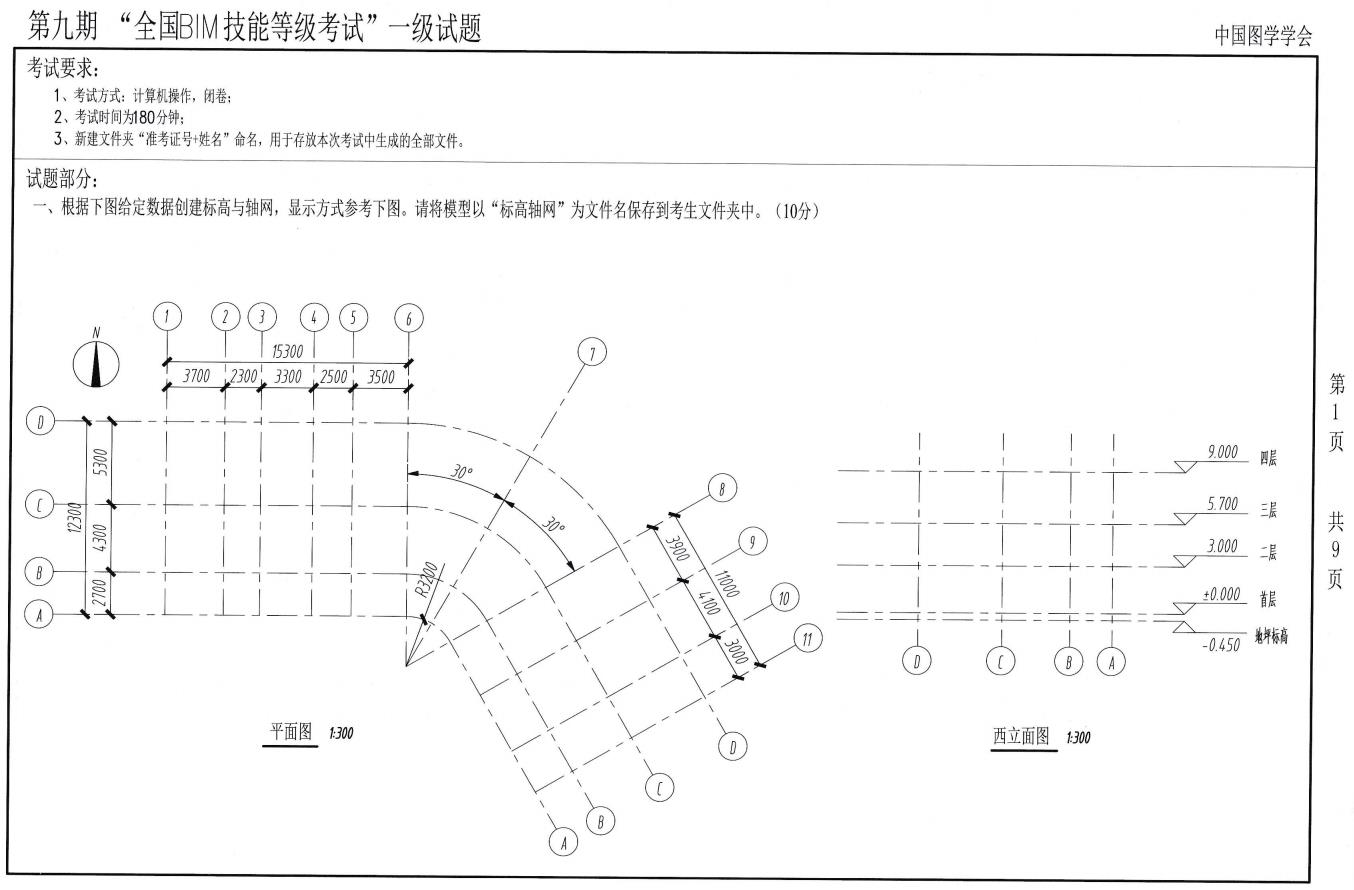 第九期 “全国BIM技能等级考试”一级试题
中国图学学会
考试要求：
1、考试方式：计算机操作，闭卷；
2、考试时间为180分钟；
3、新建文件夹“准考证号+姓名”命名，用于存放本次考试中生成的全部文件。
试题部分：
一、根据下图给定数据创建标高与轴网，显示方式参考下图。请将模型以“标高轴网”为文件名保存到考生文件夹中。（10分）
1 2 3 4 5 6
N
15300
3700 2300 3300 2500 3500
7
D
C
B
A
5300
4300
2700
12300
30°
30°
R3200
8
9
10
11
3900
4100
3000
11000
D
C
B
A
平面图 1:300
9.000 四层
5.700 三层
3.000 二层
±0.000 首层
-0.450 地坪标高
D C B A
西立面图 1:300
第1页 共9页